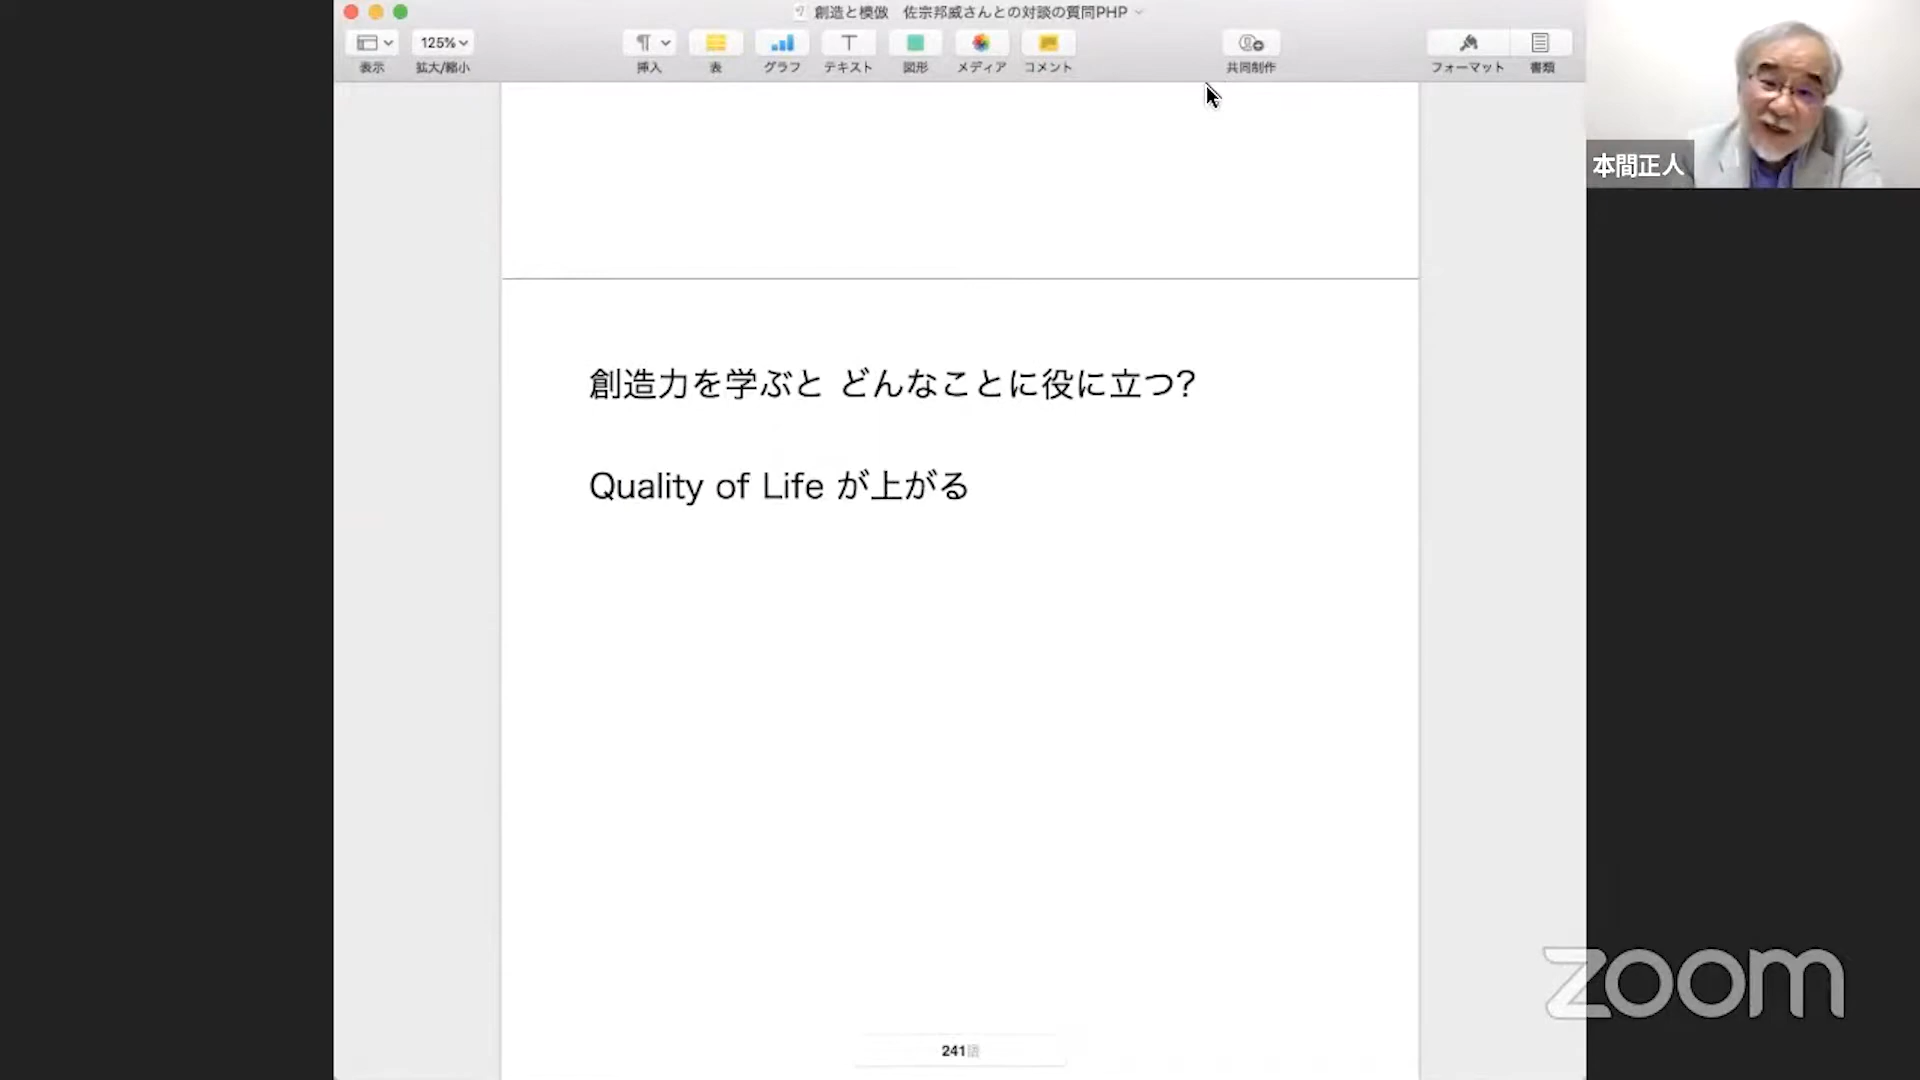 創造と模倣 佐宗邦威さんとの対談の質問PHP
125%
表示 拡大/縮小 挿入 表 グラフ テキスト 図形 メディア コメント 共同制作 フォーマット 書類
本間正人
創造力を学ぶと どんなことに役に立つ?
Quality of Life が上がる
241語
zoom